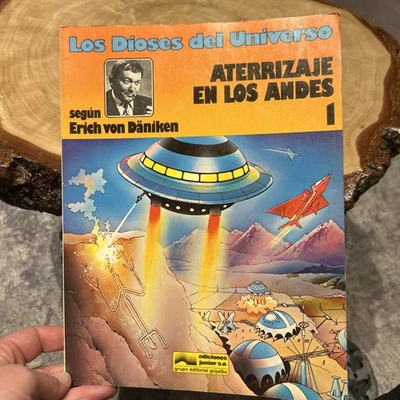 Los Dioses del Universo
ATERRIZAJE
EN LOS ANDES
1
según
Erich von Däniken
ediciones
junior s.a.
grupo editorial grijalbo